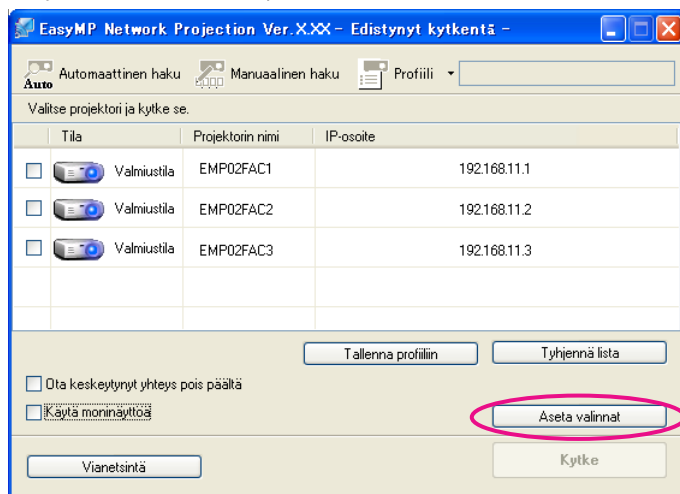 EasyMP Network Projection Ver.X.XX – Edistynyt kytkentä –
Auto Automaattinen haku Manuaalinen haku Profiili
Valitse projektori ja kytke se.
Tila Projektorin nimi IP-osoite
Valmiustila EMP02FAC1 192.168.11.1
Valmiustila EMP02FAC2 192.168.11.2
Valmiustila EMP02FAC3 192.168.11.3
Tallenna profiiliin Tyhjennä lista
Ota keskeytynyt yhteys pois päältä
Käytä moninäyttöä Aseta valinnat
Vianetsintä Kytke